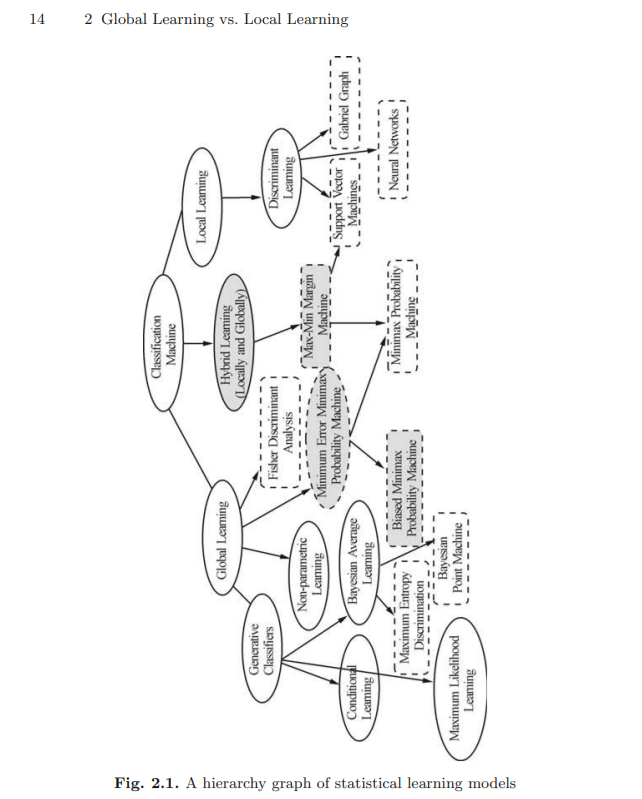 14 2 Global Learning vs. Local Learning
Classification
Machine
Global Learning
Hybrid Learning
(Locally and Globally)
Local Learning
Generative
Classifiers
Non-parametric
Learning
Fisher Discriminant
Analysis
Minimum Error Minimax
Probability Machine
Max-Min Margin
Machine
Discriminant
Learning
Conditional
Learning
Bayesian Average
Learning
Maximum Likelihood
Learning
Maximum Entropy
Discrimination
Bayesian
Point Machine
Biased Minimax
Probability Machine
Minimax Probability
Machine
Support Vector
Machines
Gabriel Graph
Neural Networks
Fig. 2.1. A hierarchy graph of statistical learning models